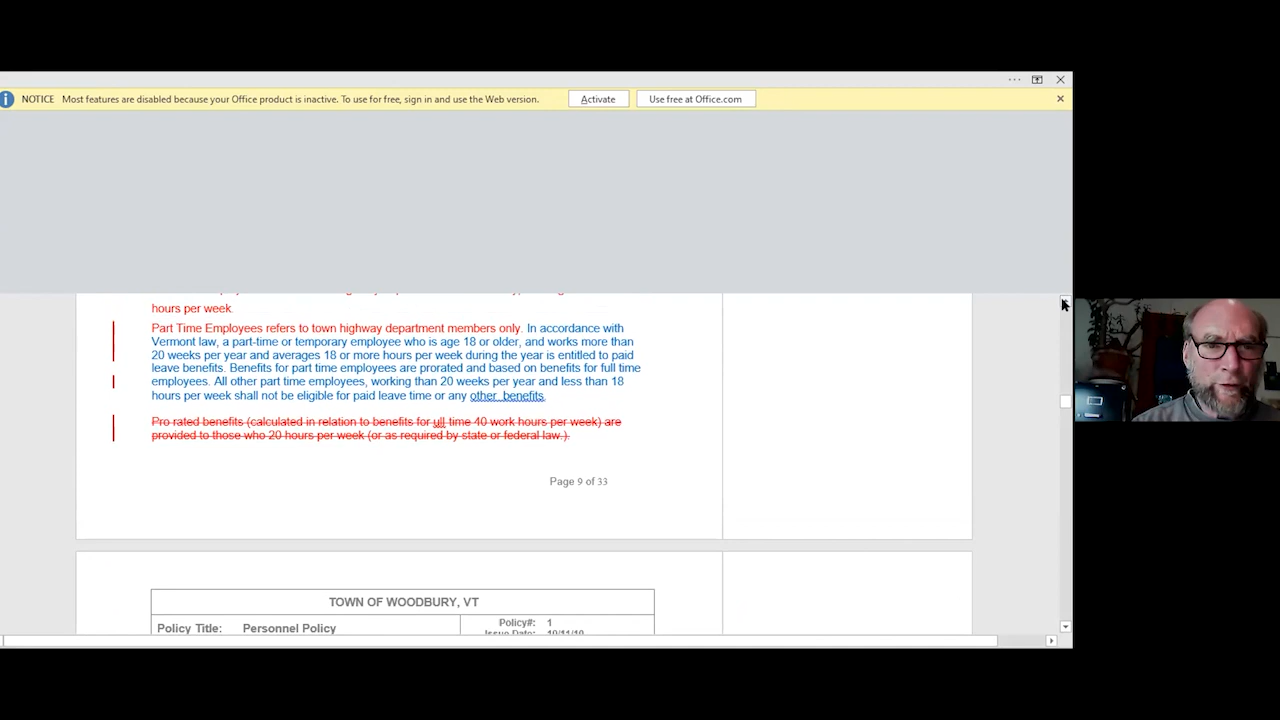 NOTICE Most features are disabled because your Office product is inactive. To use for free, sign in and use the Web version. Activate Use free at Office.com
hours per week.
Part Time Employees refers to town highway department members only. In accordance with
Vermont law, a part-time or temporary employee who is age 18 or older, and works more than
20 weeks per year and averages 18 or more hours per week during the year is entitled to paid
leave benefits. Benefits for part time employees are prorated and based on benefits for full time
employees. All other part time employees, working than 20 weeks per year and less than 18
hours per week shall not be eligible for paid leave time or any other benefits.
Pro rated benefits (calculated in relation to benefits for ull time 40 work hours per week) are
provided to those who 20 hours per week (or as required by state or federal law.).
Page 9 of 33
TOWN OF WOODBURY, VT
Policy Title: Personnel Policy
Policy#: 1
Issue Date: 10/11/10